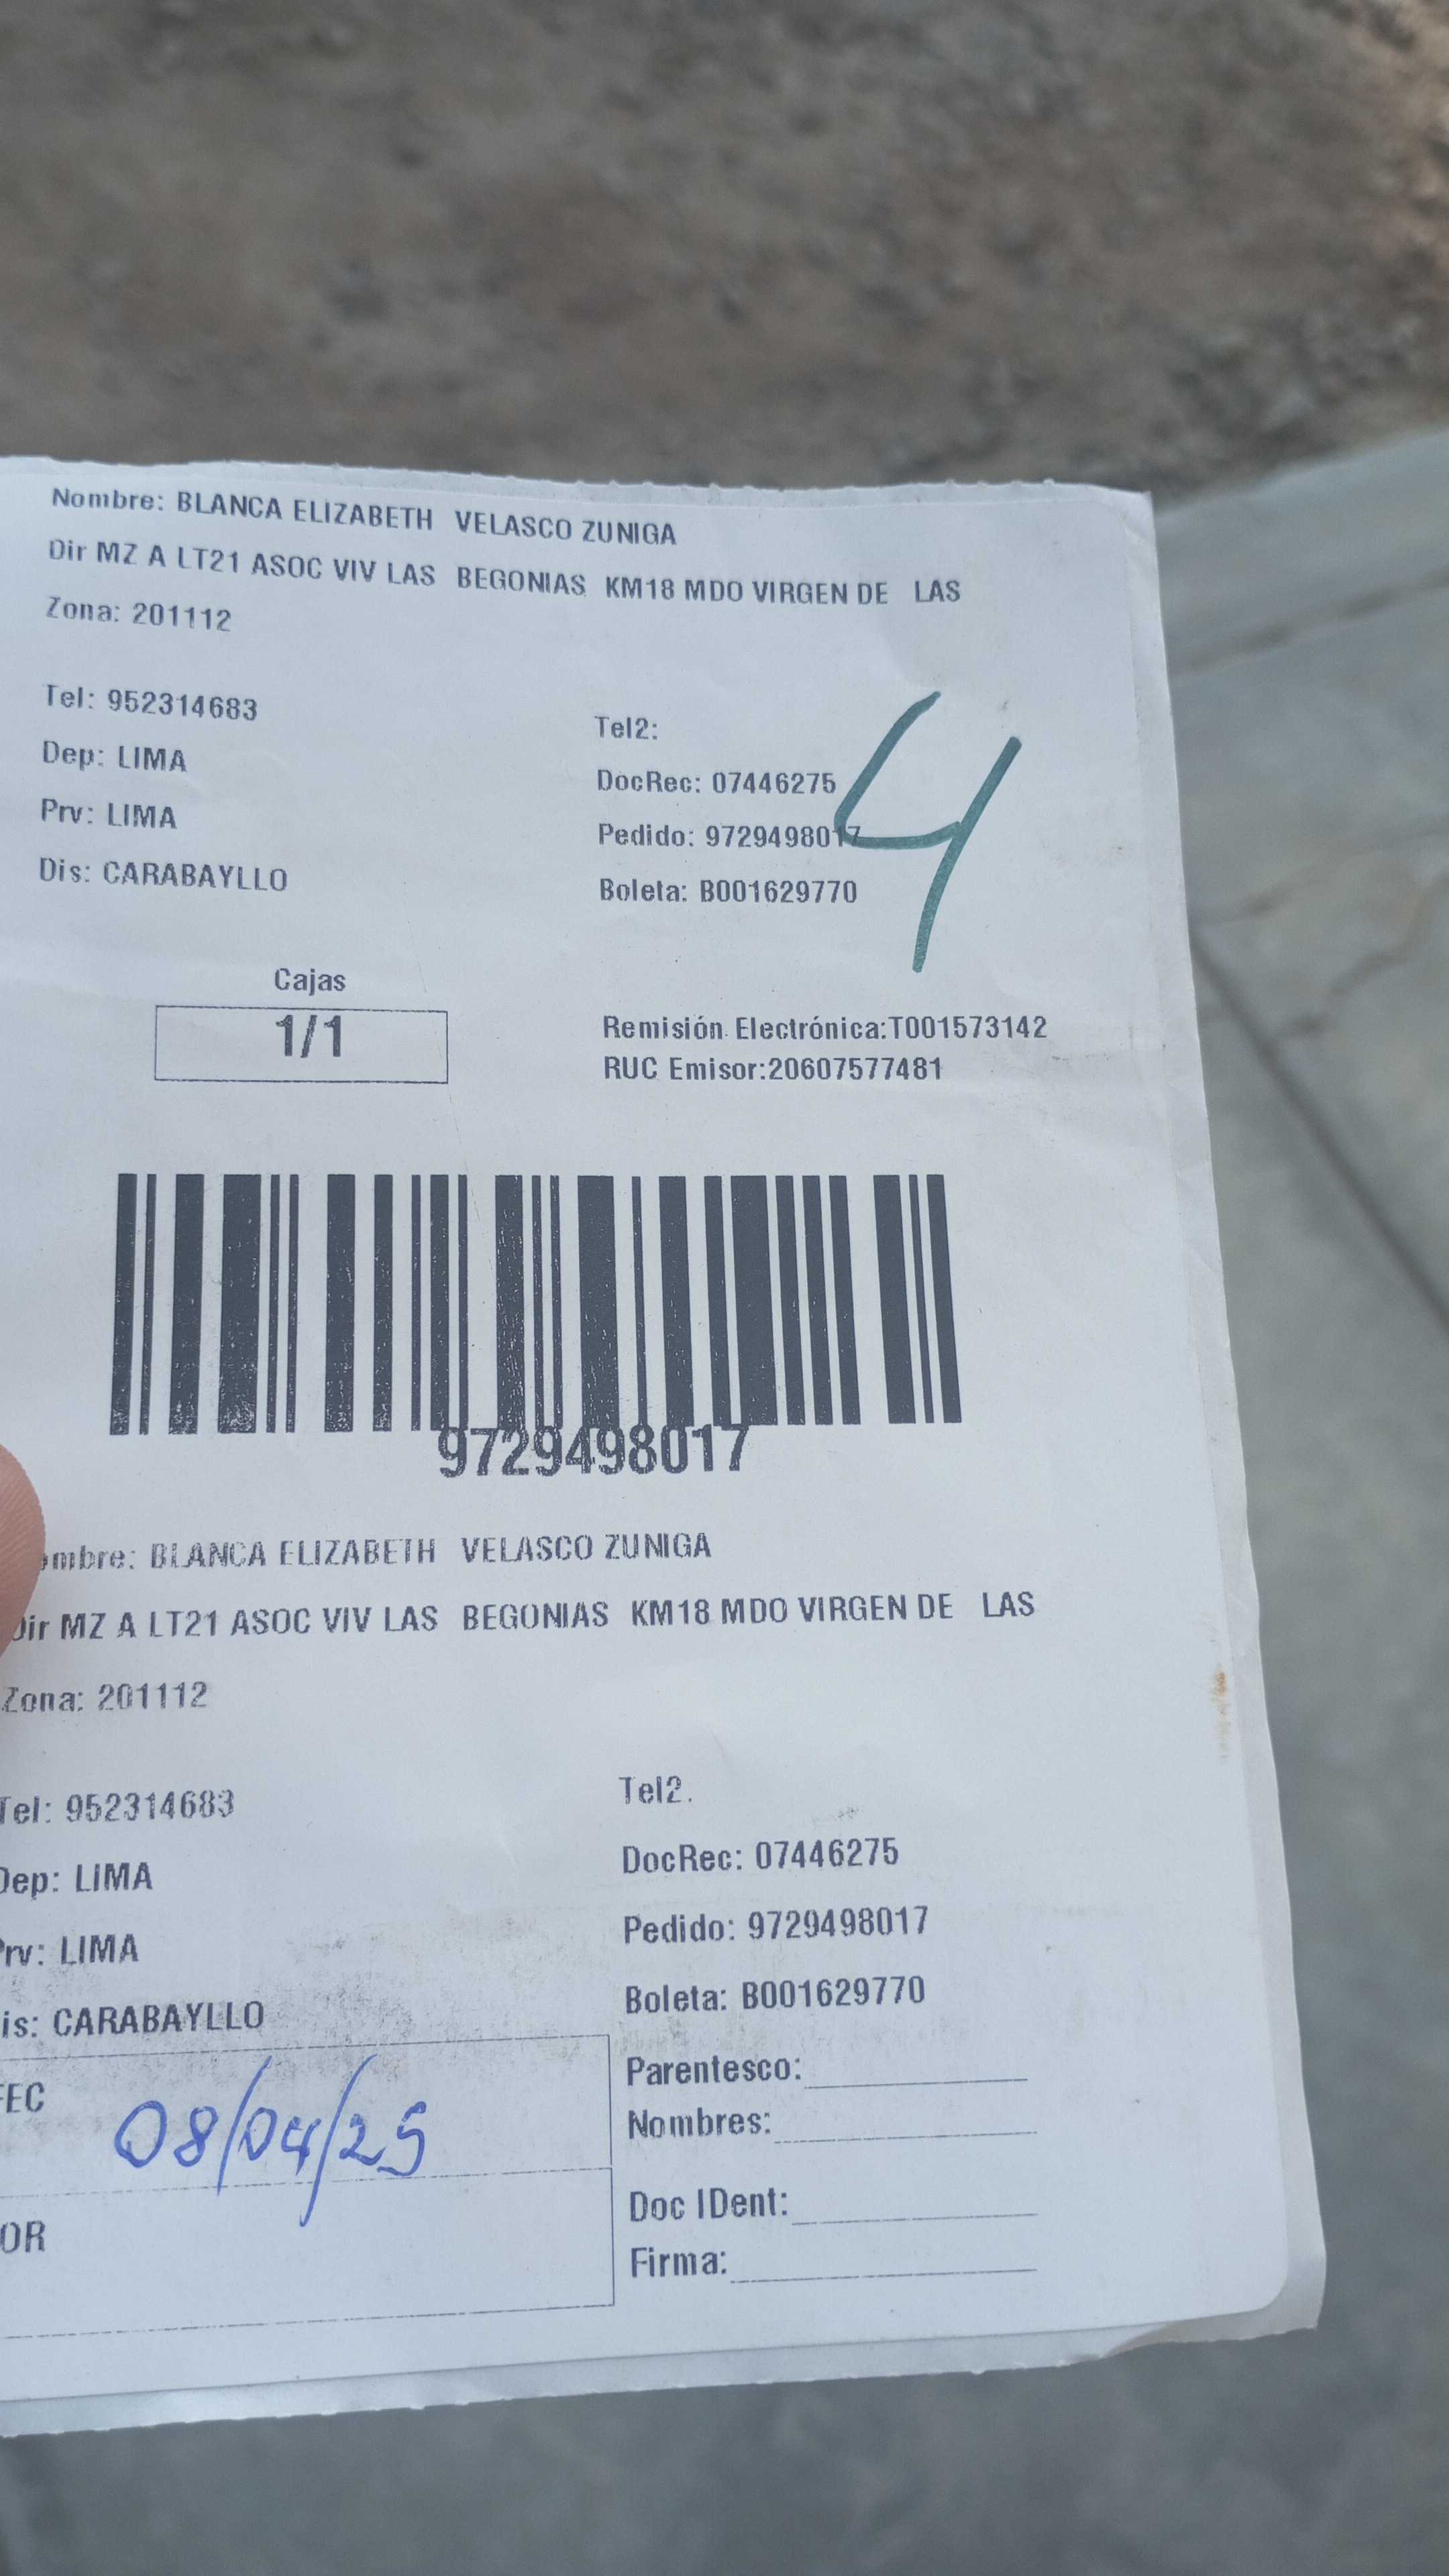 Nombre: BLANCA ELIZABETH VELASCO ZUNIGA
Dir MZ A LT21 ASOC VIV LAS BEGONIAS KM18 MDO VIRGEN DE LAS
Zona: 201112
Tel: 952314683
Tel2:
Dep: LIMA
DocRec: 07446275
Prv: LIMA
Pedido: 9729498017
Dis: CARABAYLLO
Boleta: B001629770
4
Cajas
1/1
Remisión Electrónica:T001573142
RUC Emisor:20607577481
9729498017
ombre: BLANCA ELIZABETH VELASCO ZUNIGA
Dir MZ A LT21 ASOC VIV LAS BEGONIAS KM18 MDO VIRGEN DE LAS
Zona: 201112
Tel: 952314683
Tel2.
Dep: LIMA
DocRec: 07446275
Prv: LIMA
Pedido: 9729498017
is: CARABAYLLO
Boleta: B001629770
FEC 08/04/25
OR
Parentesco:
Nombres:
Doc IDent:
Firma: